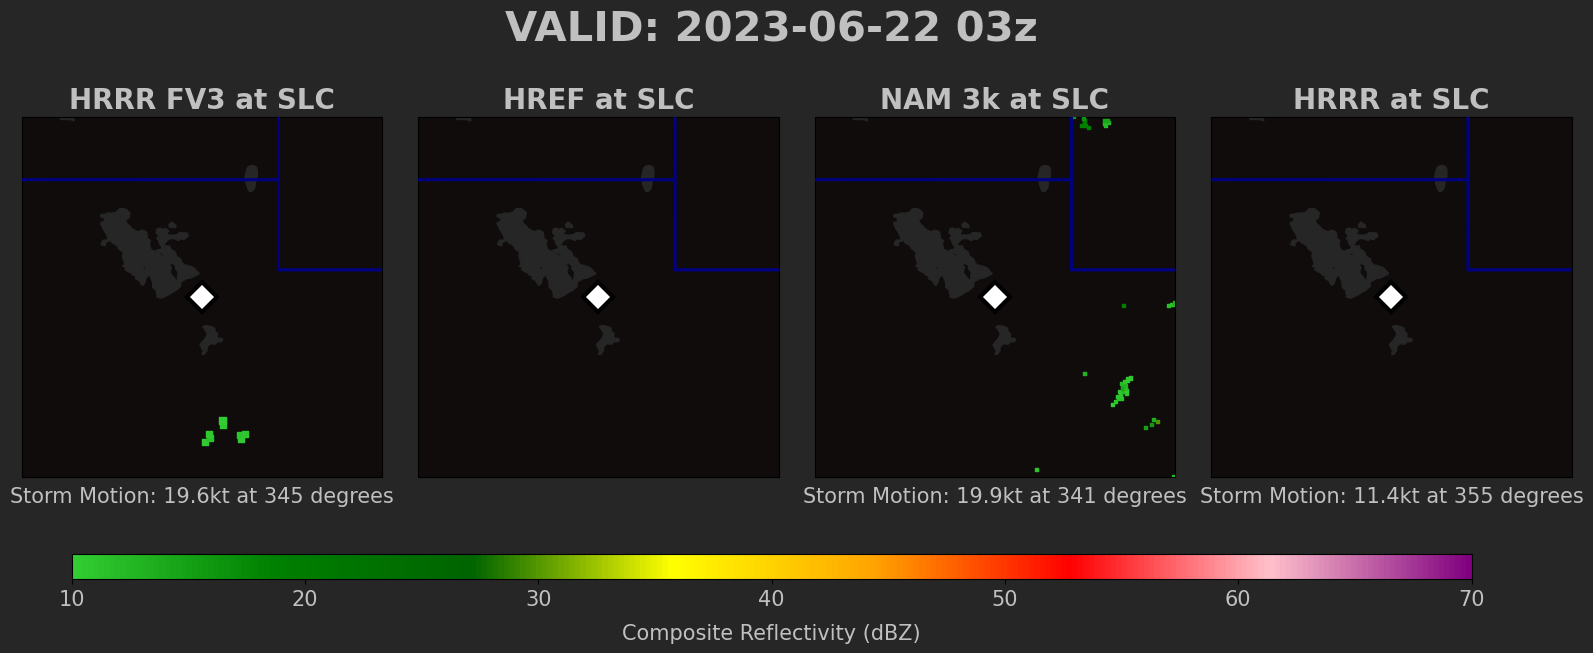 VALID: 2023-06-22 03z
HRRR FV3 at SLC
HREF at SLC
NAM 3k at SLC
HRRR at SLC
Storm Motion: 19.6kt at 345 degrees
Storm Motion: 19.9kt at 341 degrees
Storm Motion: 11.4kt at 355 degrees
10 20 30 40 50 60 70
Composite Reflectivity (dBZ)